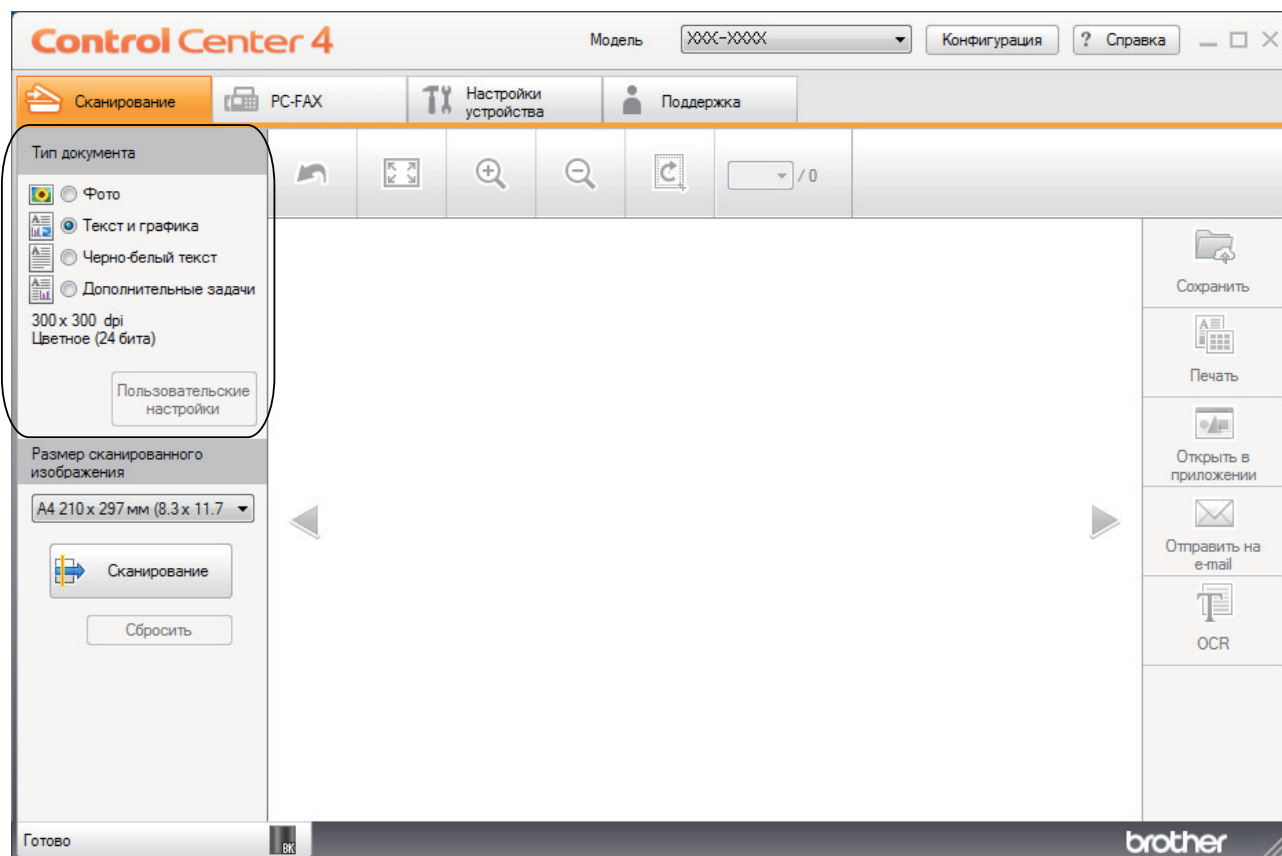 Control Center 4
Модель
XXX-XXXX
Конфигурация
? Справка
Сканирование
PC-FAX
Настройки
устройства
Поддержка
Тип документа
Фото
Текст и графика
Черно-белый текст
Дополнительные задачи
300 x 300 dpi
Цветное (24 бита)
Пользовательские
настройки
/ 0
Размер сканированного
изображения
A4 210 x 297 мм (8.3 x 11.7
Сканирование
Сбросить
Сохранить
Печать
Открыть в
приложении
Отправить на
e-mail
OCR
Готово
BK
brother